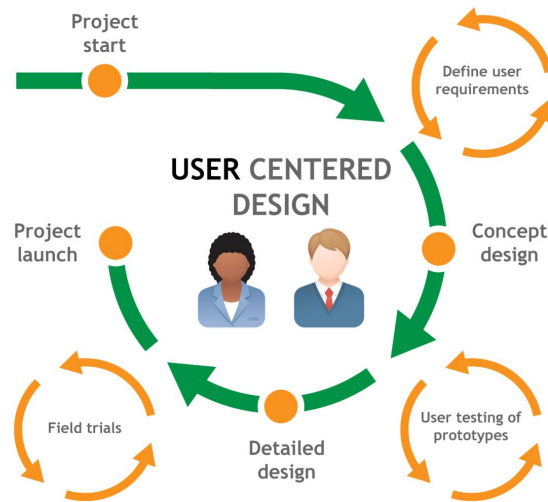 Project
start
Define user
requirements
USER CENTERED
DESIGN
Project
launch
Concept
design
Field trials
User testing of
prototypes
Detailed
design